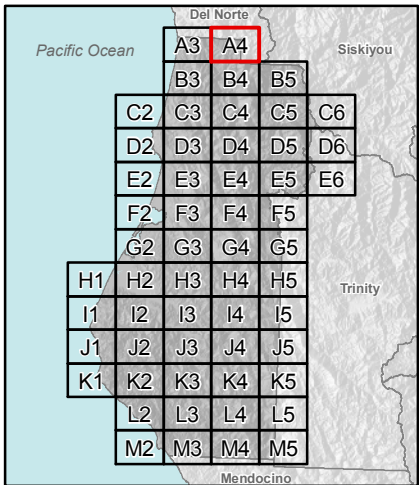 Del Norte
Pacific Ocean
A3 A4
Siskiyou
B3 B4 B5
C2 C3 C4 C5 C6
D2 D3 D4 D5 D6
E2 E3 E4 E5 E6
F2 F3 F4 F5
G2 G3 G4 G5
H1 H2 H3 H4 H5
Trinity
I1 I2 I3 I4 I5
J1 J2 J3 J4 J5
K1 K2 K3 K4 K5
L2 L3 L4 L5
M2 M3 M4 M5
Mendocino